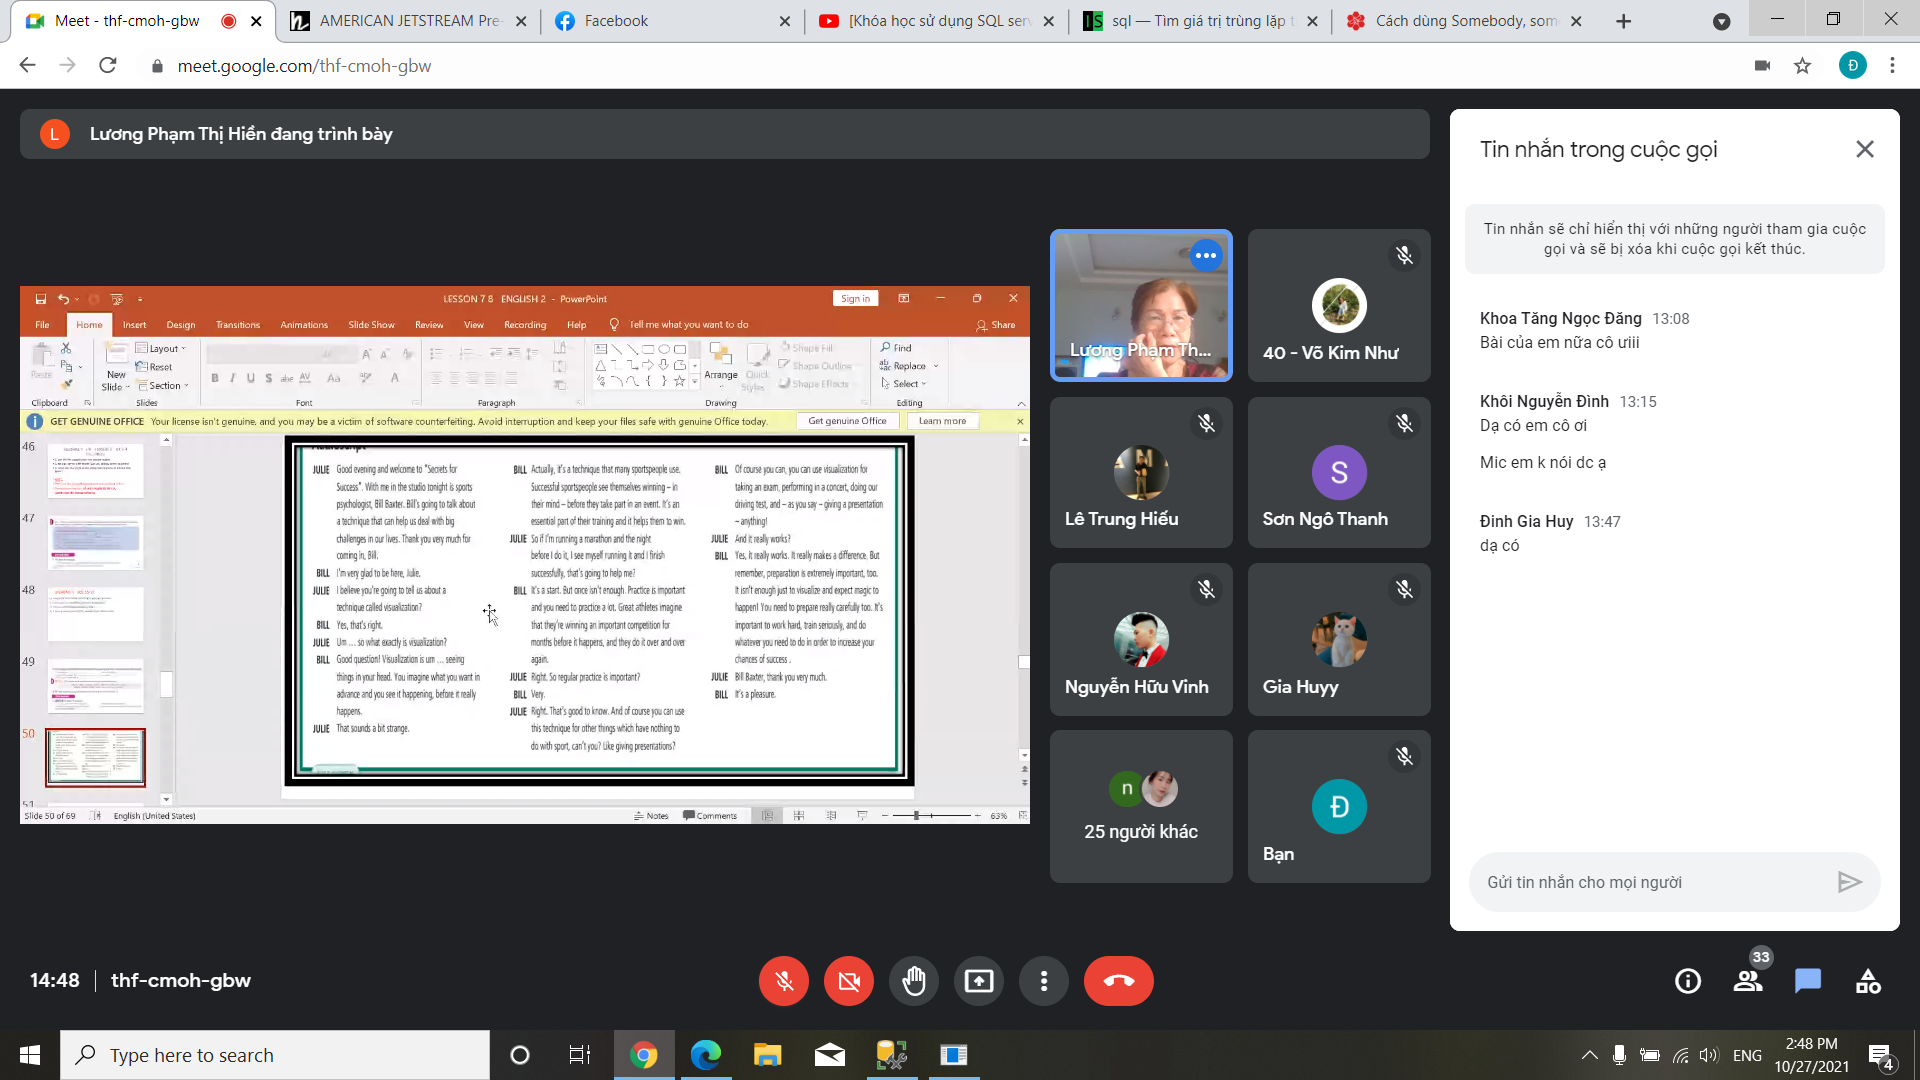 Meet - thf-cmoh-gbw
AMERICAN JETSTREAM Pre-
Facebook
[Khóa học sử dụng SQL serv
sql — Tìm giá trị trùng lặp t
Cách dùng Somebody, som
meet.google.com/thf-cmoh-gbw
Đ
L
Lương Phạm Thị Hiền đang trình bày
LESSON 7 8 ENGLISH 2 - PowerPoint
Sign in
File
Home
Insert
Design
Transitions
Animations
Slide Show
Review
View
Recording
Help
Tell me what you want to do
Share
Paste
New
Slide
Layout
Reset
Section
B I U S abc AV Aa A
Arrange
Quick
Styles
Shape Fill
Shape Outline
Shape Effects
Find
Replace
Select
Clipboard
Slides
Font
Paragraph
Drawing
Editing
GET GENUINE OFFICE Your license isn't genuine, and you may be a victim of software counterfeiting. Avoid interruption and keep your files safe with genuine Office today.
Get genuine Office
Learn more
46
47
48
49
50
51
JULIE Good evening and welcome to "Secrets for
Success". With me in the studio tonight is sports
psychologist, Bill Baxter. Bill's going to talk about
a technique that can help us deal with big
challenges in our lives. Thank you very much for
coming in, Bill.
BILL I'm very glad to be here, Julie.
JULIE I believe you're going to tell us about a
technique called visualization?
BILL Yes, that's right.
JULIE Um ... so what exactly is visualization?
BILL Good question! Visualization is um ... seeing
things in your head. You imagine what you want in
advance and you see it happening, before it really
happens.
JULIE That sounds a bit strange.
BILL Actually, it's a technique that many sportspeople use.
Successful sportspeople see themselves winning – in
their mind – before they take part in an event. It's an
essential part of their training and it helps them to win.
JULIE So if I'm running a marathon and the night
before I do it, I see myself running it and I finish
successfully, that's going to help me?
BILL It's a start. But once isn't enough. Practice is important
and you need to practice a lot. Great athletes imagine
that they're winning an important competition for
months before it happens, and they do it over and over
again.
JULIE Right. So regular practice is important?
BILL Very.
JULIE Right. That's good to know. And of course you can use
this technique for other things which have nothing to
do with sport, can't you? Like giving presentations?
BILL Of course you can, you can use visualization for
taking an exam, performing in a concert, doing our
driving test, and – as you say – giving a presentation
– anything!
JULIE And it really works?
BILL Yes, it really works. It really makes a difference. But
remember, preparation is extremely important, too.
It isn't enough just to visualize and expect magic to
happen! You need to prepare really carefully too. It's
important to work hard, train seriously, and do
whatever you need to do in order to increase your
chances of success .
JULIE Bill Baxter, thank you very much.
BILL It's a pleasure.
Slide 50 of 69
English (United States)
Notes
Comments
63%
Lương Phạm Th...
40 - Võ Kim Như
Lê Trung Hiếu
S
Sơn Ngô Thanh
Nguyễn Hữu Vinh
Gia Huyy
n
25 người khác
Đ
Bạn
Tin nhắn trong cuộc gọi
Tin nhắn sẽ chỉ hiển thị với những người tham gia cuộc
gọi và sẽ bị xóa khi cuộc gọi kết thúc.
Khoa Tăng Ngọc Đăng 13:08
Bài của em nữa cô ưiii
Khôi Nguyễn Đình 13:15
Dạ có em cô ơi
Mic em k nói dc ạ
Đinh Gia Huy 13:47
dạ có
Gửi tin nhắn cho mọi người
14:48
thf-cmoh-gbw
33
Type here to search
ENG
2:48 PM
10/27/2021
4